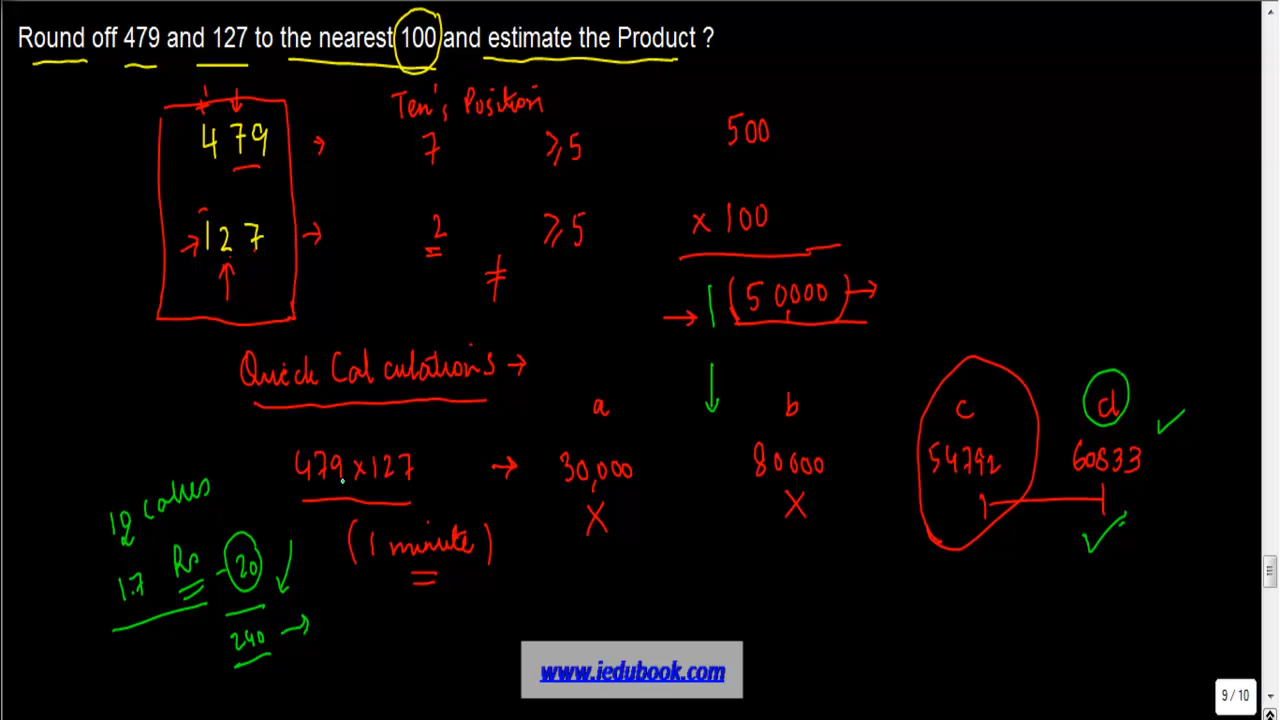 Round off 479 and 127 to the nearest 100 and estimate the Product ?
Ten's Position
479 → 7 ≥5 500
127 → 2 ≥5 × 100
≠
→ (50000) →
Quick Calculations →
a b c d
479×127 → 30,000 80000 54792 60833
X X
(1 minute)
12 cakes
17 Rs - 20
240 →
www.iedubook.com
9 / 10